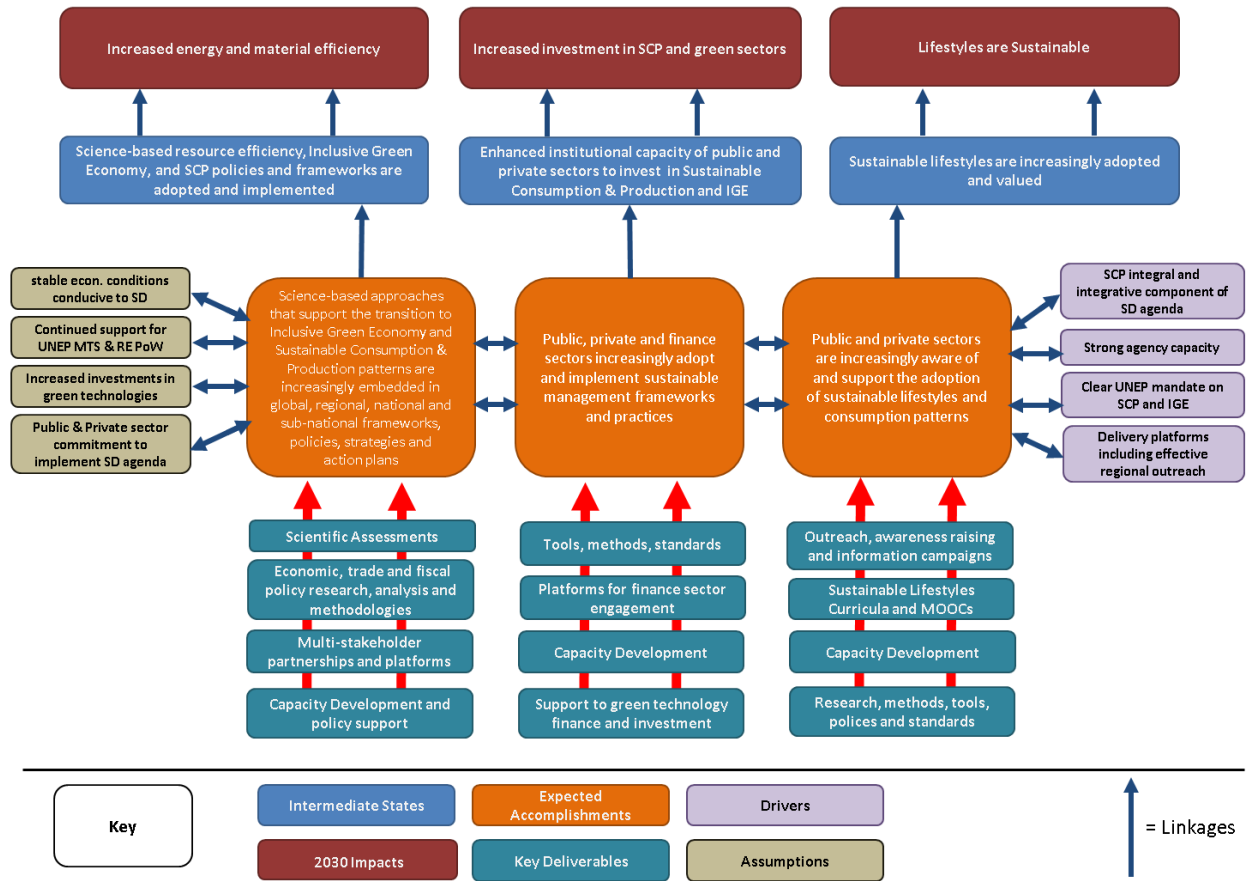 Increased energy and material efficiency
Increased investment in SCP and green sectors
Lifestyles are Sustainable
Science-based resource efficiency, Inclusive Green
Economy, and SCP policies and frameworks are
adopted and implemented
Enhanced institutional capacity of public and
private sectors to invest in Sustainable
Consumption & Production and IGE
Sustainable lifestyles are increasingly adopted
and valued
stable econ. conditions
conducive to SD
Continued support for
UNEP MTS & RE PoW
Increased investments in
green technologies
Public & Private sector
commitment to
implement SD agenda
Science-based approaches
that support the transition to
Inclusive Green Economy and
Sustainable Consumption &
Production patterns are
increasingly embedded in
global, regional, national and
sub-national frameworks,
policies, strategies and
action plans
Public, private and finance
sectors increasingly adopt
and implement sustainable
management frameworks
and practices
Public and private sectors
are increasingly aware of
and support the adoption
of sustainable lifestyles and
consumption patterns
SCP integral and
integrative component of
SD agenda
Strong agency capacity
Clear UNEP mandate on
SCP and IGE
Delivery platforms
including effective
regional outreach
Scientific Assessments
Economic, trade and fiscal
policy research, analysis and
methodologies
Multi-stakeholder
partnerships and platforms
Capacity Development and
policy support
Tools, methods, standards
Platforms for finance sector
engagement
Capacity Development
Support to green technology
finance and investment
Outreach, awareness raising
and information campaigns
Sustainable Lifestyles
Curricula and MOOCs
Capacity Development
Research, methods, tools,
polices and standards
Key
Intermediate States
Expected
Accomplishments
Drivers
2030 Impacts
Key Deliverables
Assumptions
= Linkages